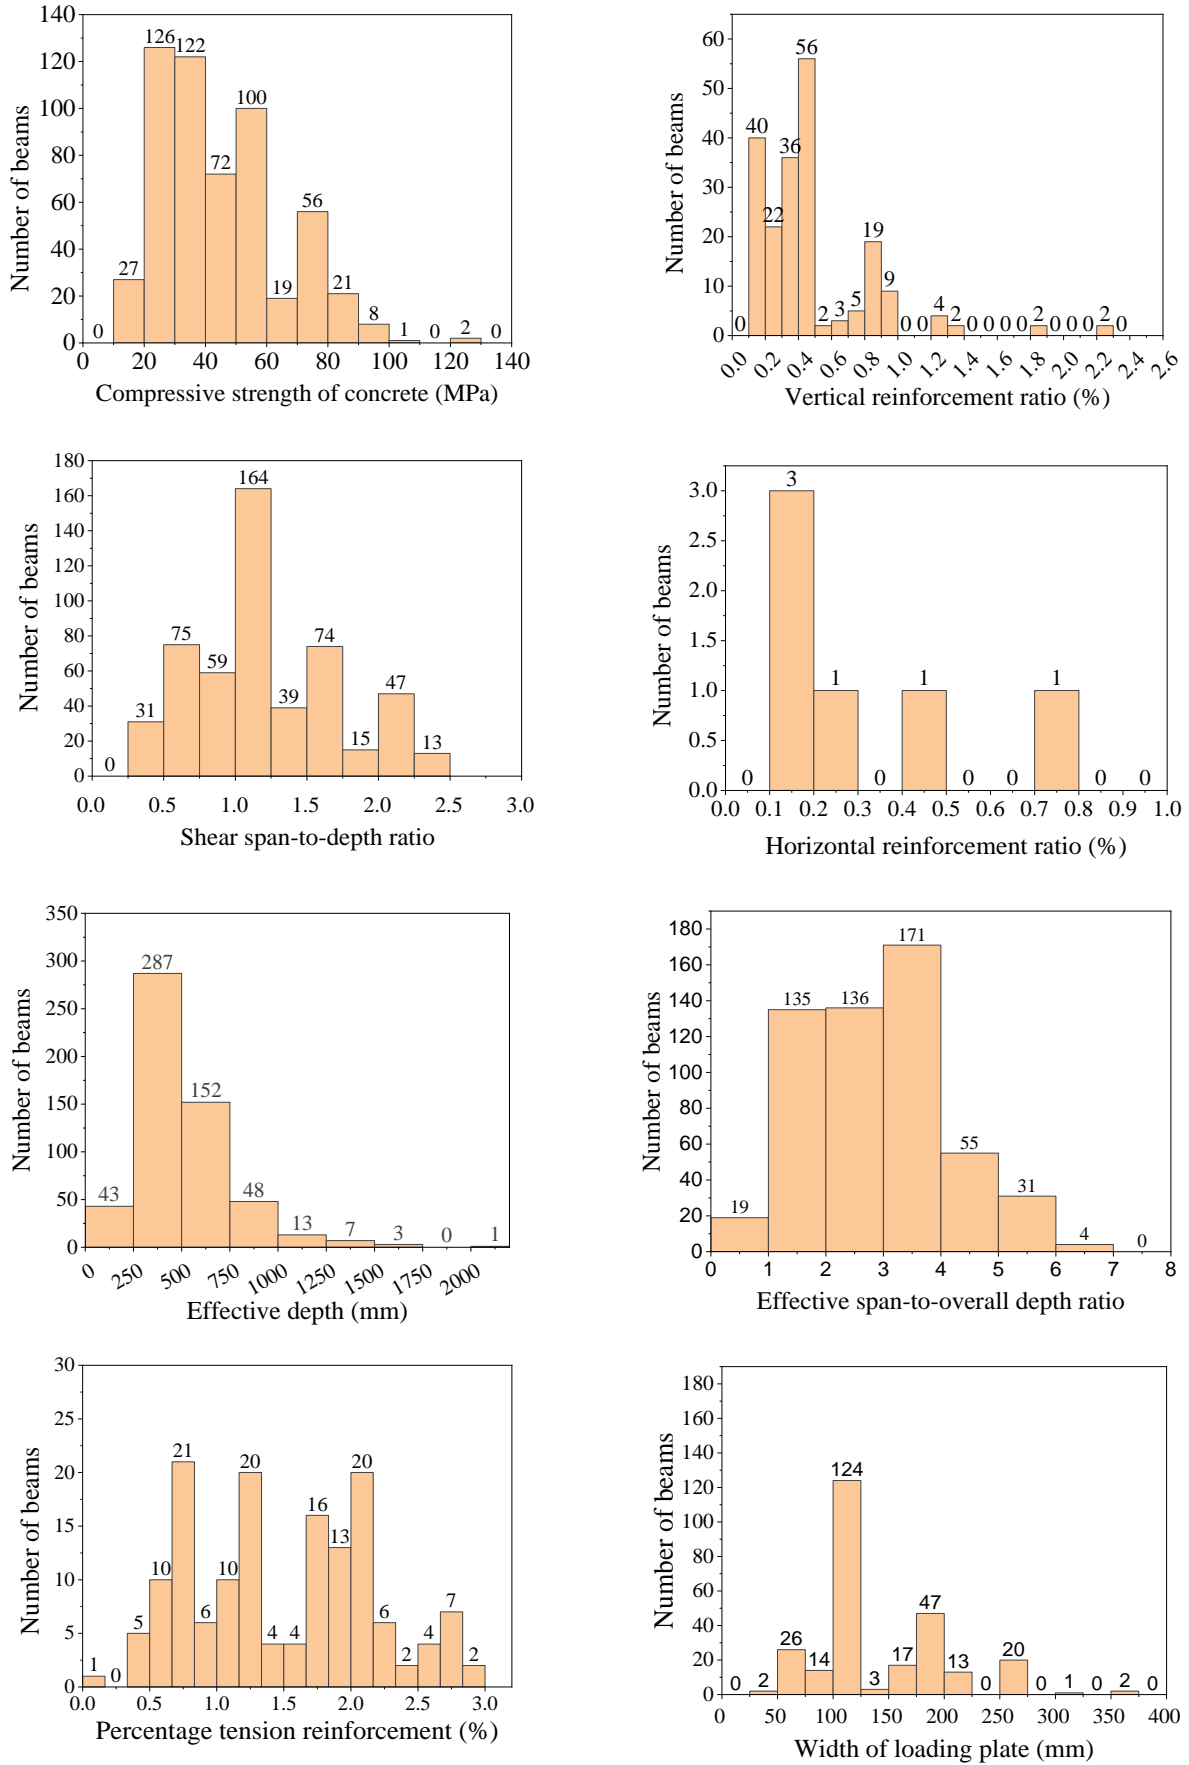 Number of beams
140
120
100
80
60
40
20
0
0 27 126 122 72 100 19 56 21 8 1 0 2 0
0 20 40 60 80 100 120 140
Compressive strength of concrete (MPa)
Number of beams
60
50
40
30
20
10
0
0 40 22 36 56 2 3 5 19 9 0 0 4 2 0 0 0 0 2 0 0 0 2 0
0.0 0.2 0.4 0.6 0.8 1.0 1.2 1.4 1.6 1.8 2.0 2.2 2.4 2.6
Vertical reinforcement ratio (%)
Number of beams
180
160
140
120
100
80
60
40
20
0
0 31 75 59 164 39 74 15 47 13
0.0 0.5 1.0 1.5 2.0 2.5 3.0
Shear span-to-depth ratio
Number of beams
3.0
2.5
2.0
1.5
1.0
0.5
0.0
0 3 1 0 1 0 0 1 0 0
0.0 0.1 0.2 0.3 0.4 0.5 0.6 0.7 0.8 0.9 1.0
Horizontal reinforcement ratio (%)
Number of beams
350
300
250
200
150
100
50
0
43 287 152 48 13 7 3 0 1
0 250 500 750 1000 1250 1500 1750 2000
Effective depth (mm)
Number of beams
180
160
140
120
100
80
60
40
20
0
19 135 136 171 55 31 4 0
0 1 2 3 4 5 6 7 8
Effective span-to-overall depth ratio
Number of beams
30
25
20
15
10
5
0
1 0 5 10 21 6 10 20 4 4 16 13 20 6 2 4 7 2
0.0 0.5 1.0 1.5 2.0 2.5 3.0
Percentage tension reinforcement (%)
Number of beams
180
160
140
120
100
80
60
40
20
0
0 2 26 14 124 3 17 47 13 0 20 0 1 0 2 0
0 50 100 150 200 250 300 350 400
Width of loading plate (mm)